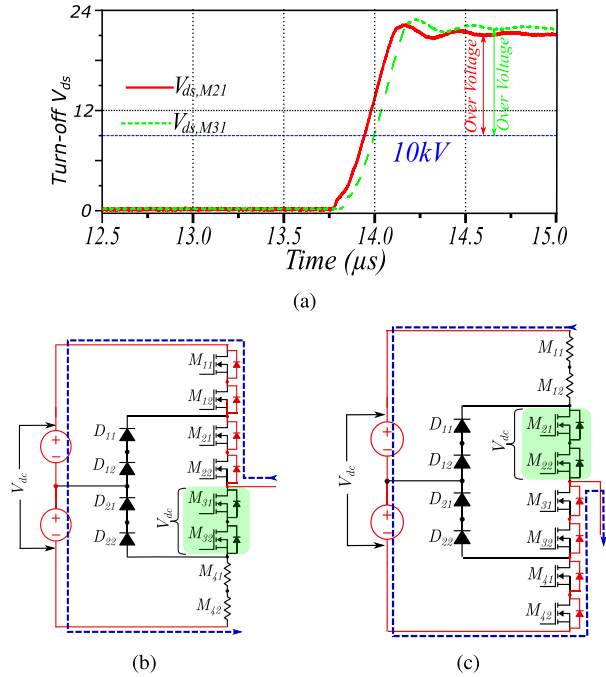 24
12
0
Turn-off V_ds
V_ds,M21
V_ds,M31
Over Voltage
Over Voltage
10kV
12.5 13.0 13.5 14.0 14.5 15.0
Time (μs)
(a)
M_11
M_12
M_21
M_22
M_31
M_32
M_41
M_42
D_11
D_12
D_21
D_22
V_dc
V_dc
+
−
+
−
(b)
M_11
M_12
M_21
M_22
M_31
M_32
M_41
M_42
D_11
D_12
D_21
D_22
V_dc
V_dc
+
−
+
−
(c)